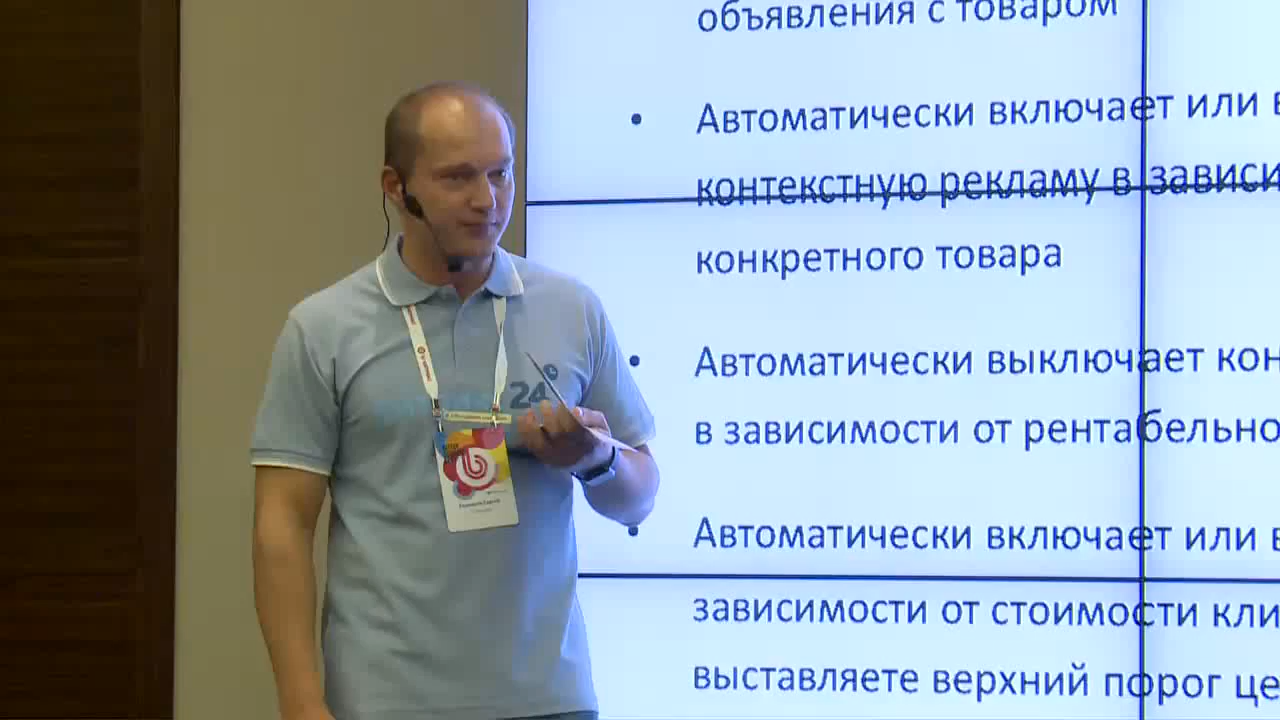 объявления с товаром
• Автоматически включает или в
контекстную рекламу в зависи
конкретного товара
• Автоматически выключает кон
в зависимости от рентабельно
• Автоматически включает или в
зависимости от стоимости кли
выставляете верхний порог це
24